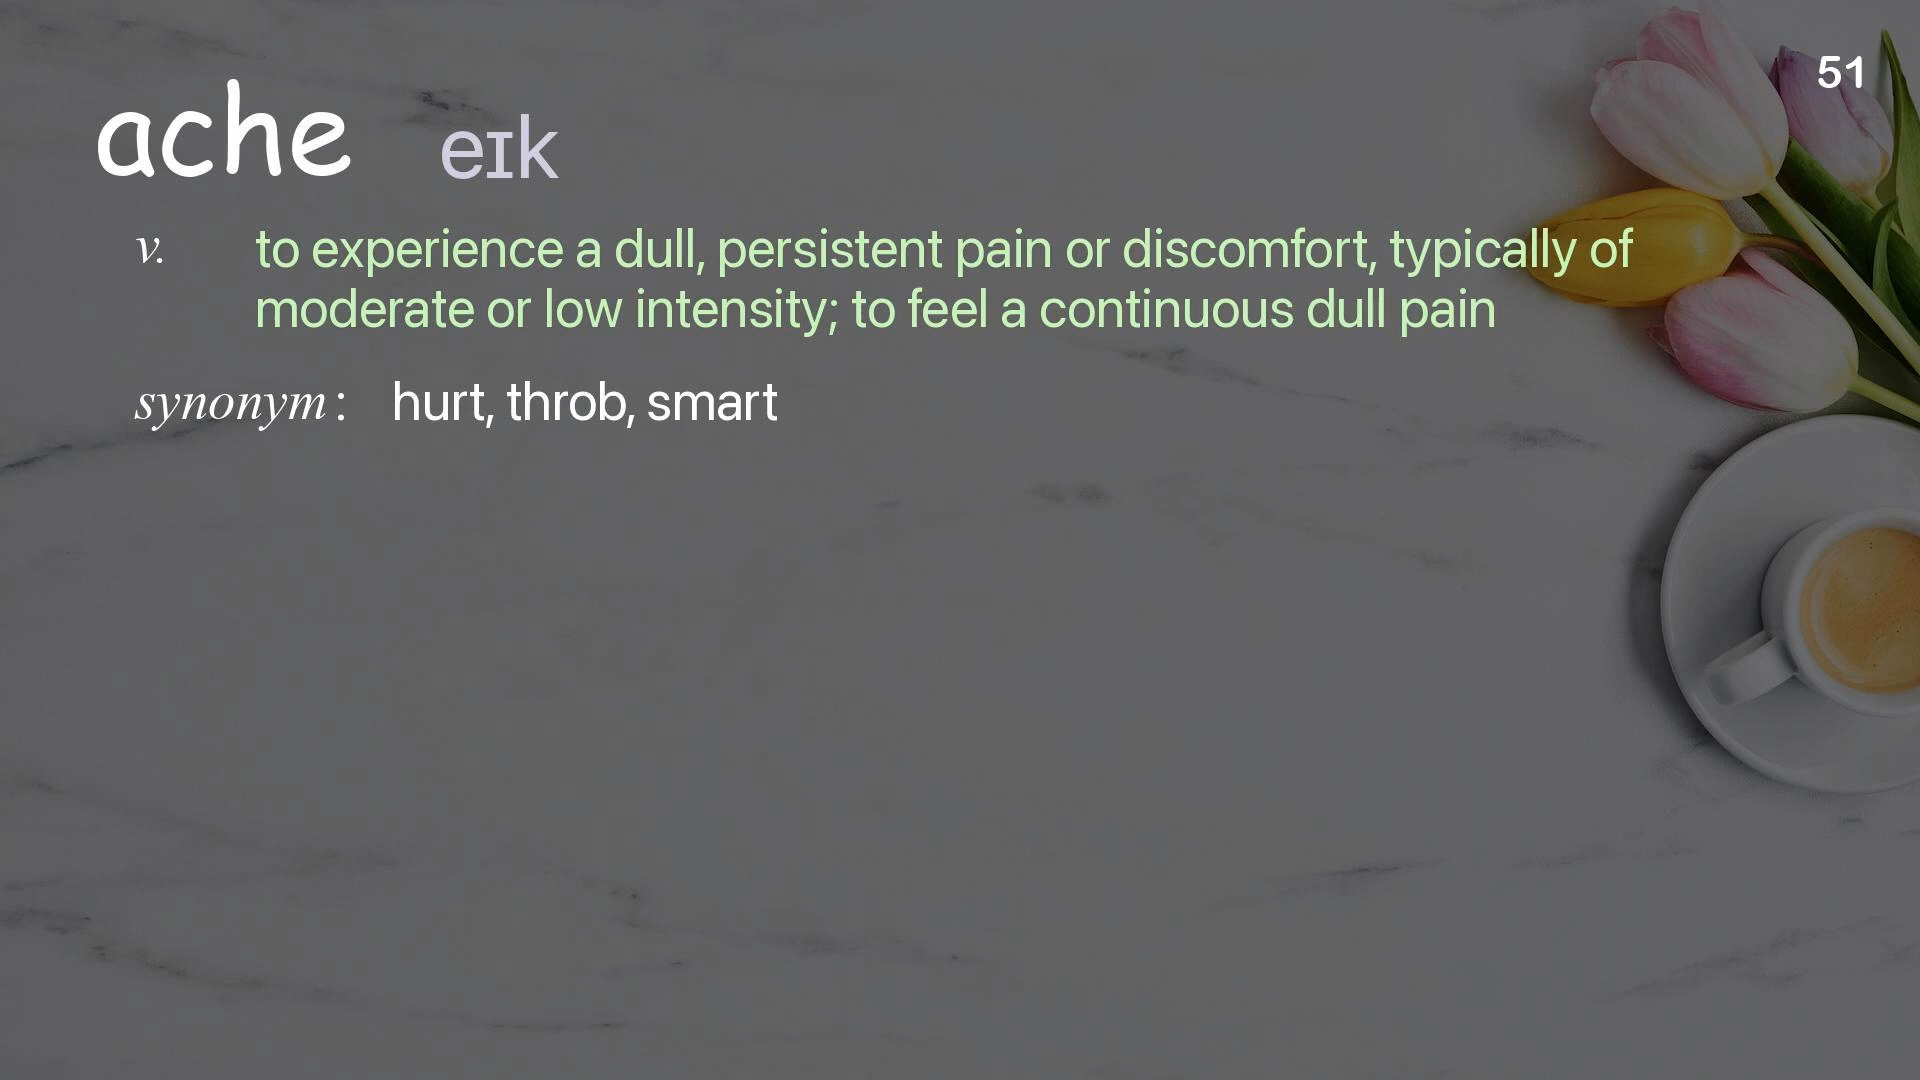 51
ache eɪk
v. to experience a dull, persistent pain or discomfort, typically of
moderate or low intensity; to feel a continuous dull pain
synonym : hurt, throb, smart